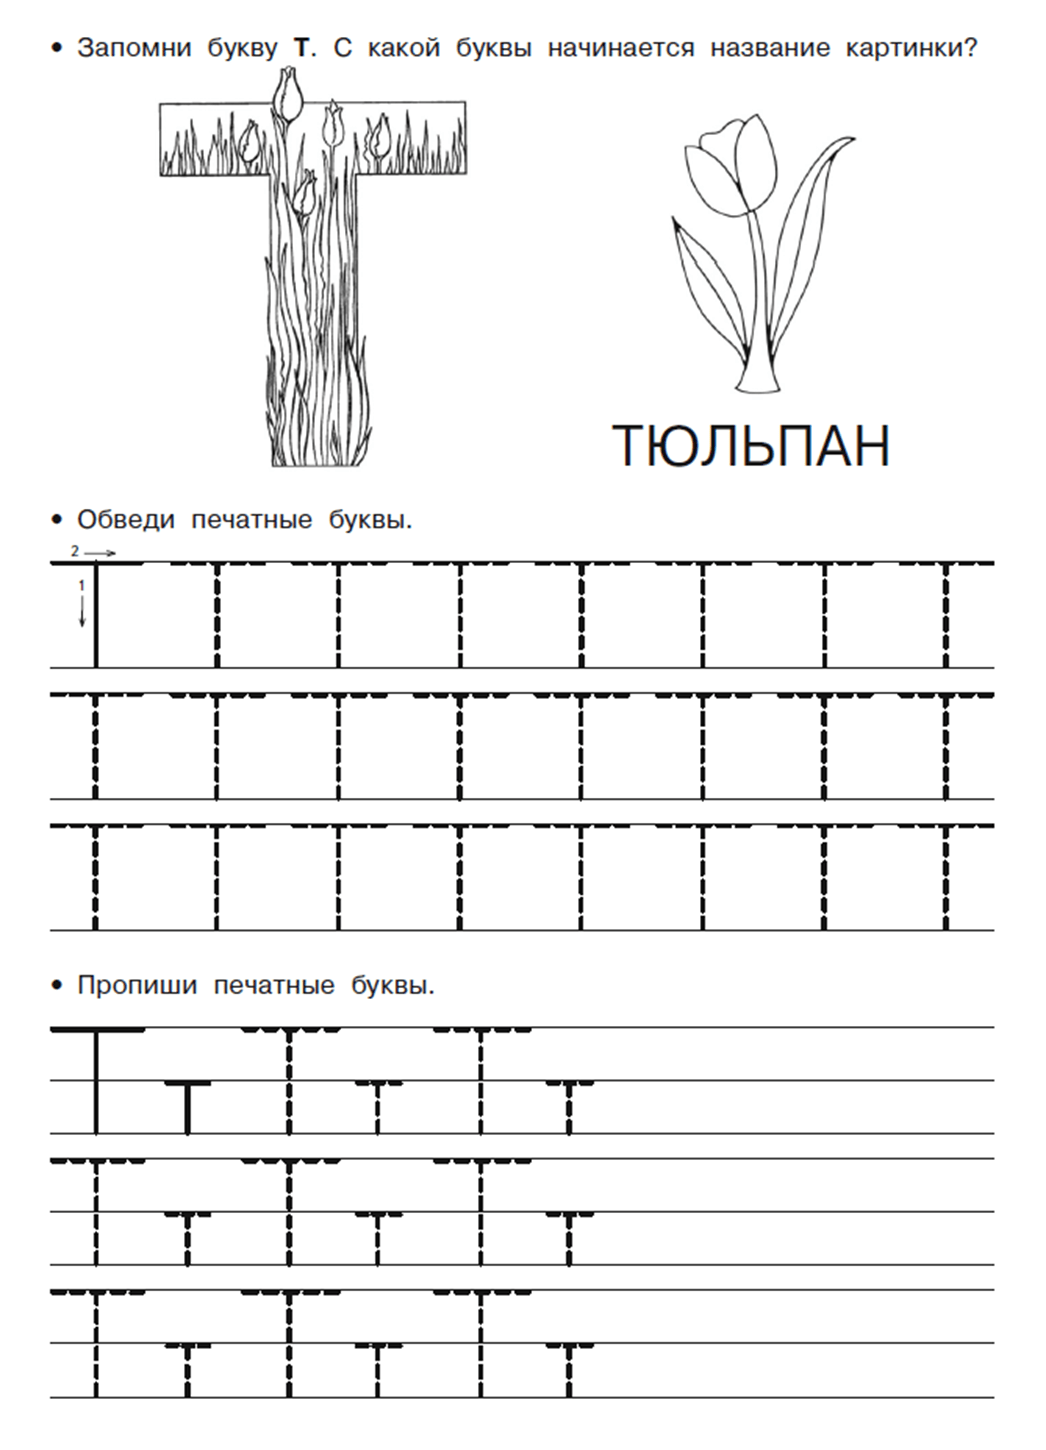 • Запомни букву Т. С какой буквы начинается название картинки?
ТЮЛЬПАН
• Обведи печатные буквы.
2
1
Т Т Т Т Т Т Т Т
Т Т Т Т Т Т Т Т
Т Т Т Т Т Т Т Т
• Пропиши печатные буквы.
Т т Т т Т т
Т т Т т Т т
Т т Т т Т т